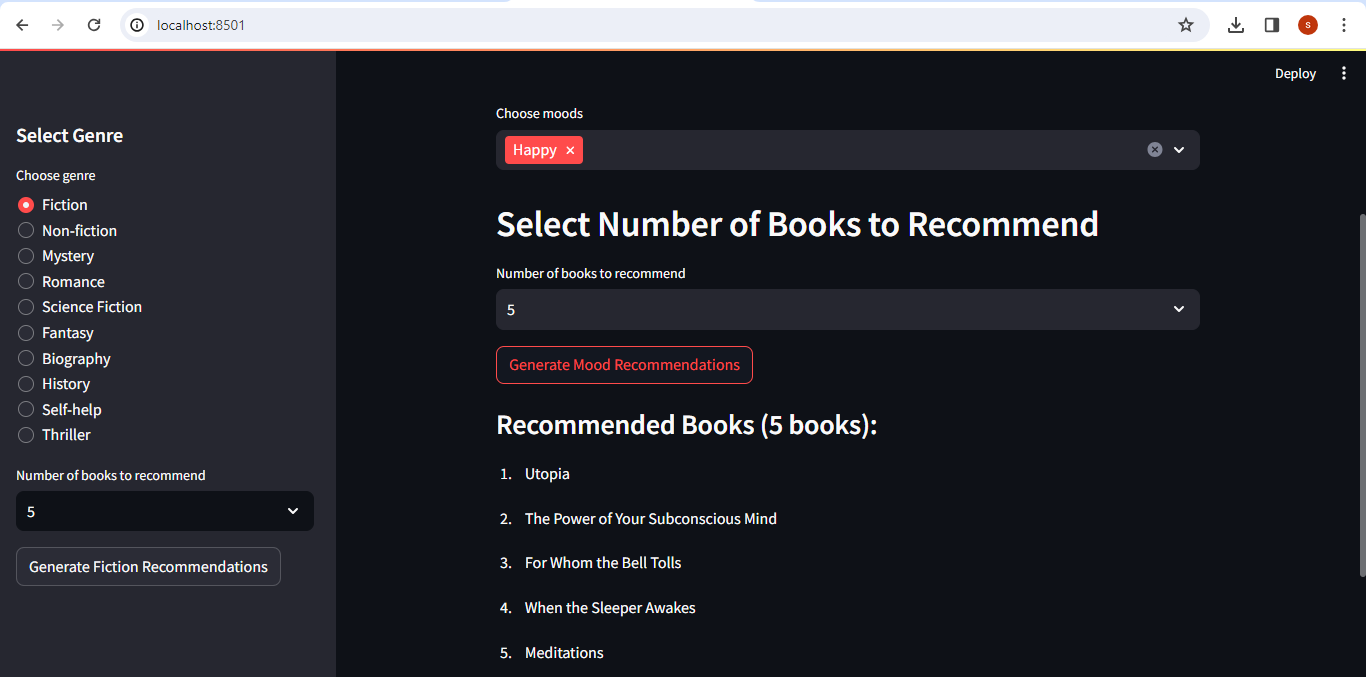 localhost:8501
S
Deploy
Select Genre
Choose genre
Fiction
Non-fiction
Mystery
Romance
Science Fiction
Fantasy
Biography
History
Self-help
Thriller
Number of books to recommend
5
Generate Fiction Recommendations
Choose moods
Happy
Select Number of Books to Recommend
Number of books to recommend
5
Generate Mood Recommendations
Recommended Books (5 books):
1. Utopia
2. The Power of Your Subconscious Mind
3. For Whom the Bell Tolls
4. When the Sleeper Awakes
5. Meditations